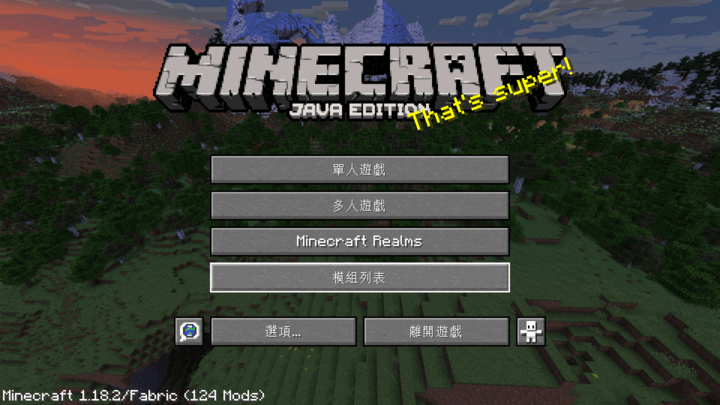 MINECRAFT
JAVA EDITION
That's super!
單人遊戲
多人遊戲
Minecraft Realms
模組列表
選項...
離開遊戲
Minecraft 1.18.2/Fabric (124 Mods)